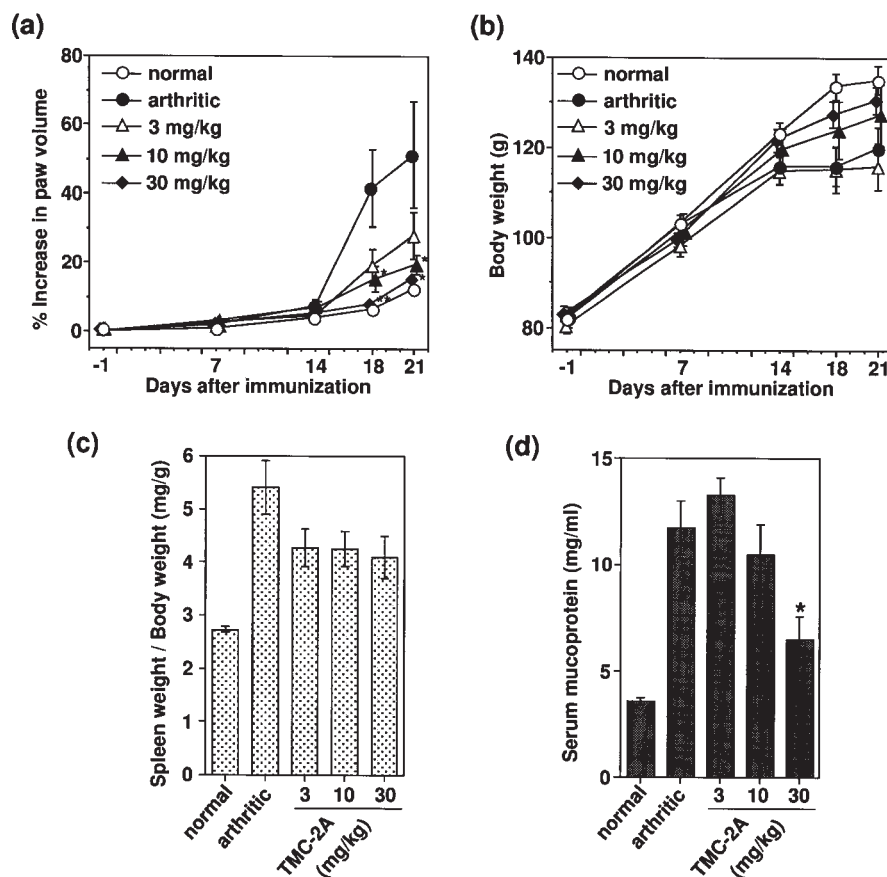 (a)
% Increase in paw volume
80
60
40
20
0
normal
arthritic
3 mg/kg
10 mg/kg
30 mg/kg
*
*
**
*
-1 7 14 18 21
Days after immunization
(b)
Body weight (g)
140
120
100
80
normal
arthritic
3 mg/kg
10 mg/kg
30 mg/kg
-1 7 14 18 21
Days after immunization
(c)
Spleen weight / Body weight (mg/g)
6
5
4
3
2
1
0
normal
arthritic
3 10 30
TMC-2A
(mg/kg)
(d)
Serum mucoprotein (mg/ml)
15
10
5
0
*
normal
arthritic
3 10 30
TMC-2A
(mg/kg)